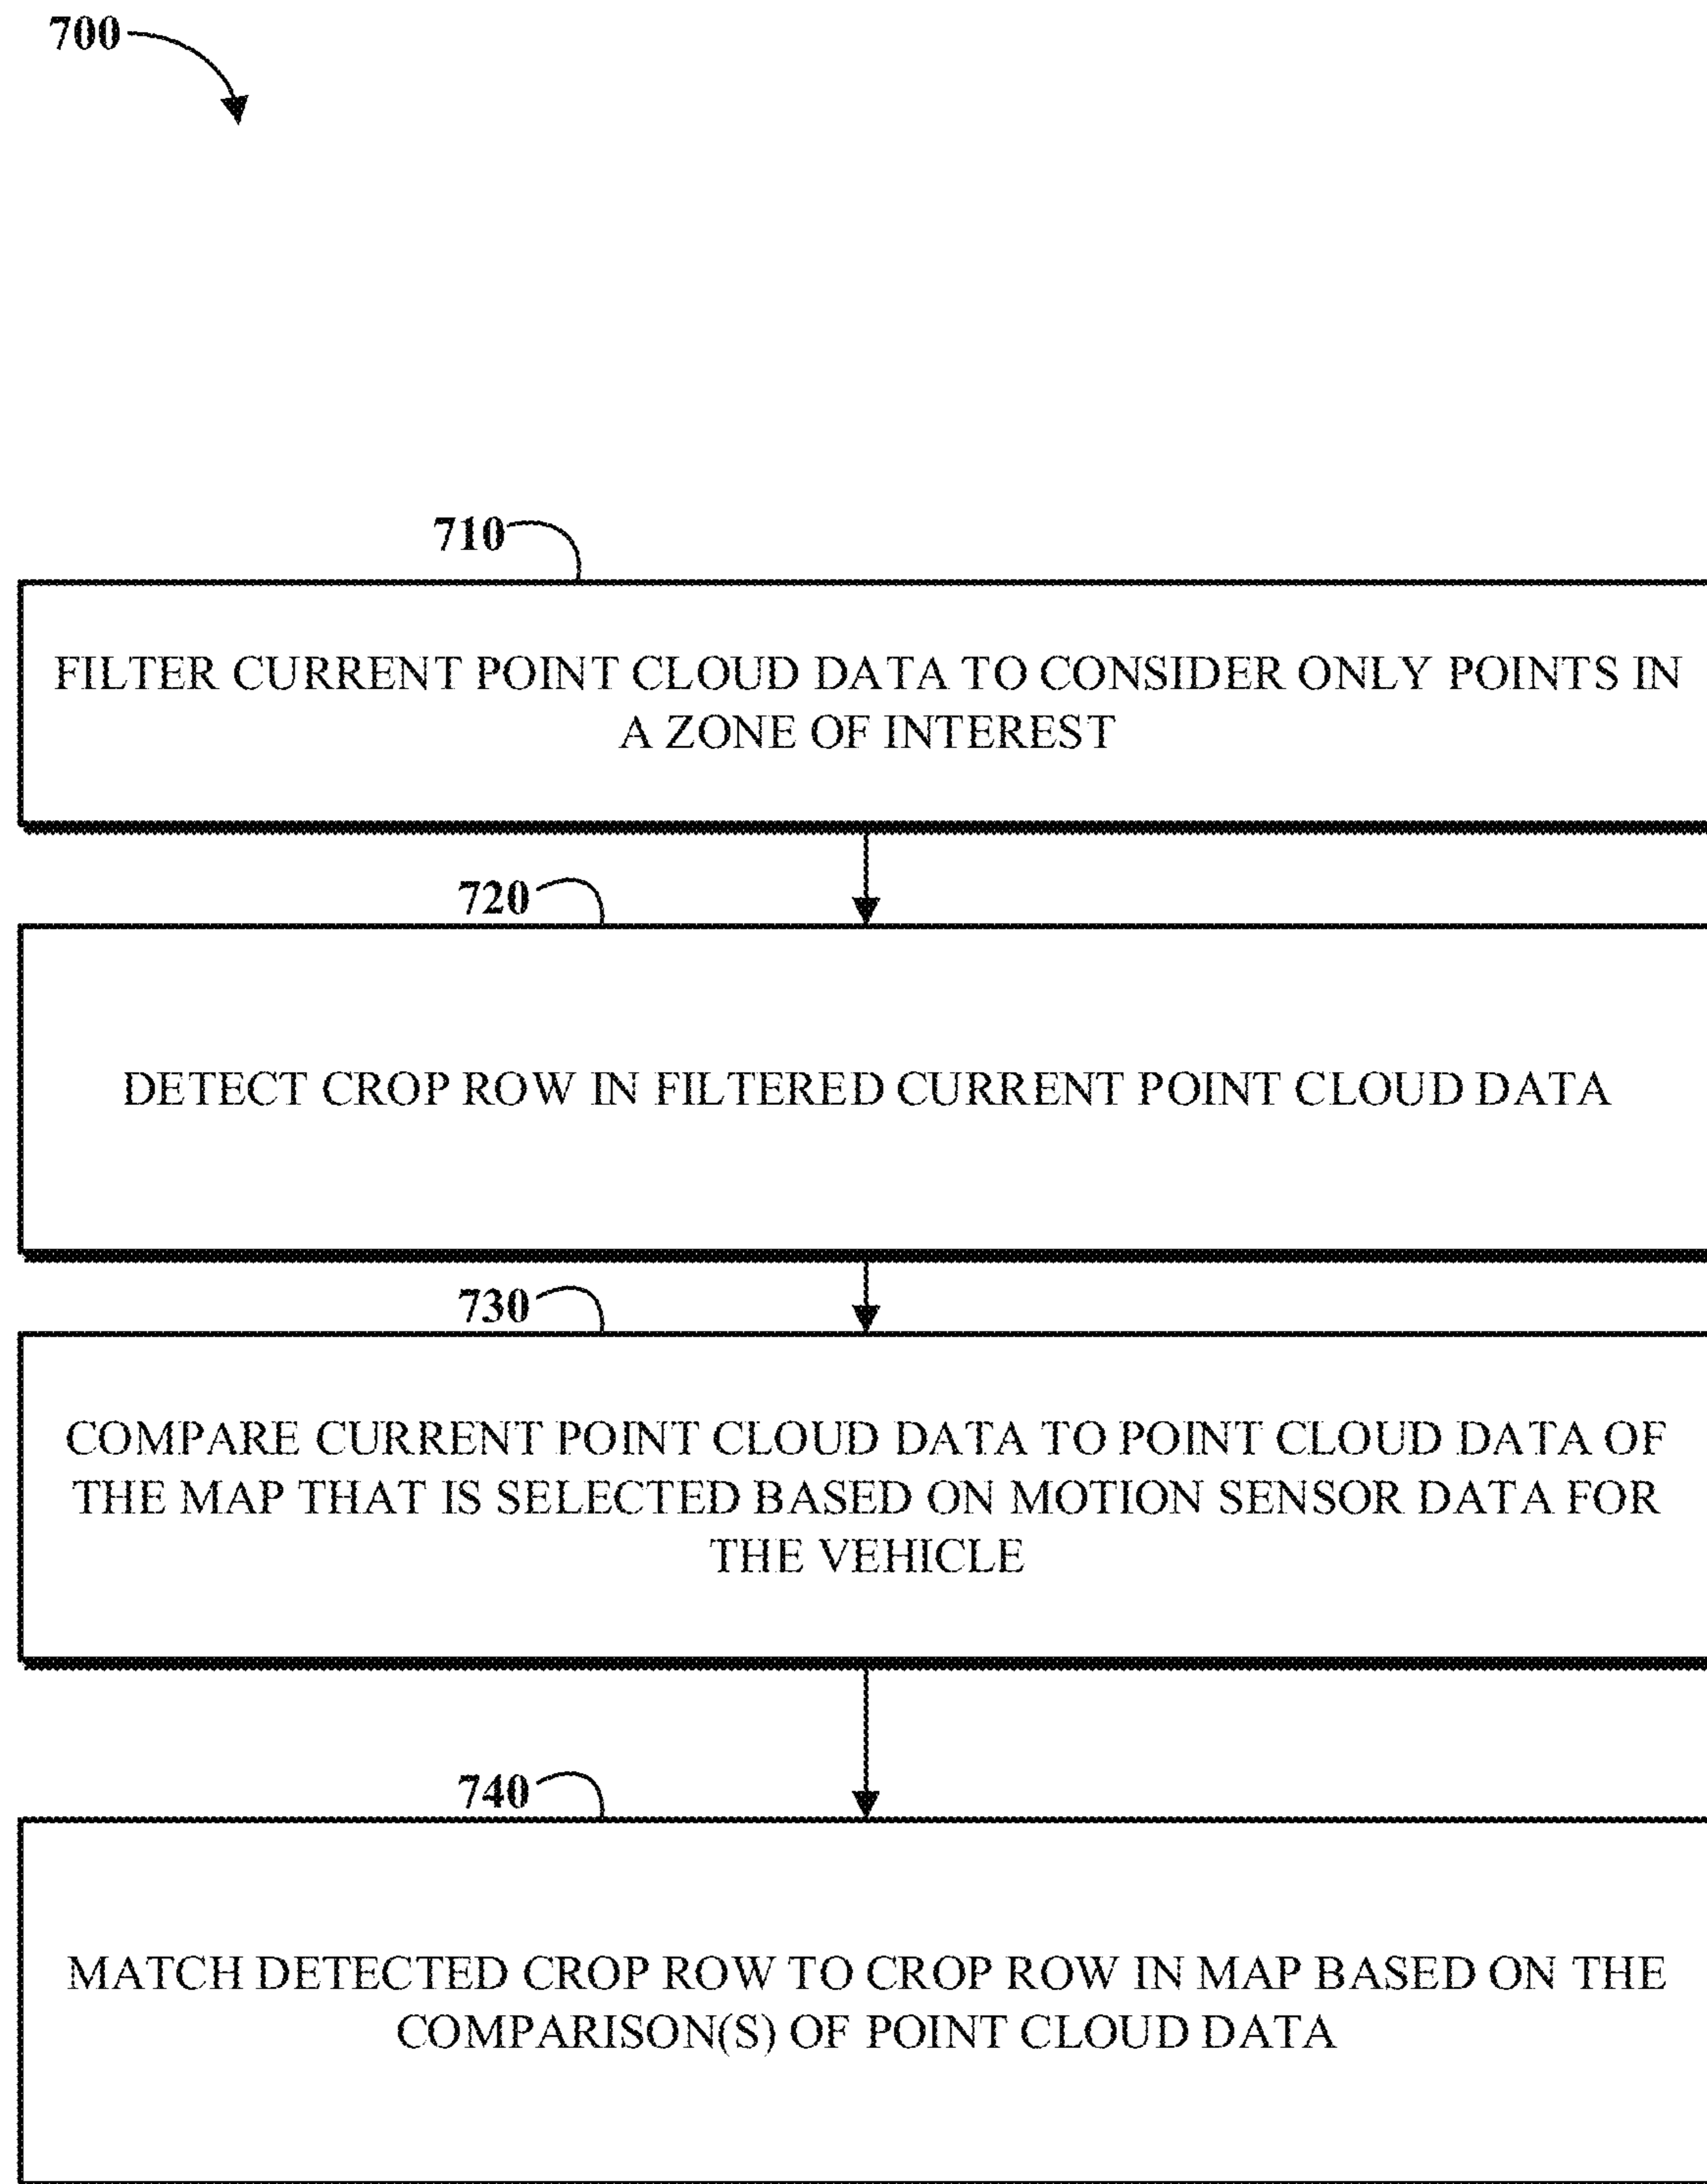 700
710
FILTER CURRENT POINT CLOUD DATA TO CONSIDER ONLY POINTS IN
A ZONE OF INTEREST
720
DETECT CROP ROW IN FILTERED CURRENT POINT CLOUD DATA
730
COMPARE CURRENT POINT CLOUD DATA TO POINT CLOUD DATA OF
THE MAP THAT IS SELECTED BASED ON MOTION SENSOR DATA FOR
THE VEHICLE
740
MATCH DETECTED CROP ROW TO CROP ROW IN MAP BASED ON THE
COMPARISON(S) OF POINT CLOUD DATA